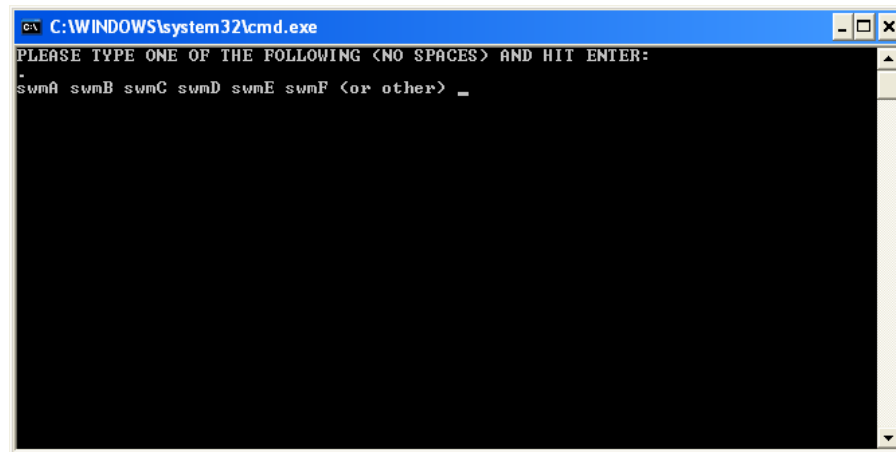 C:\WINDOWS\system32\cmd.exe
PLEASE TYPE ONE OF THE FOLLOWING (NO SPACES) AND HIT ENTER:
.
swmA swmB swmC swmD swmE swmF (or other) _